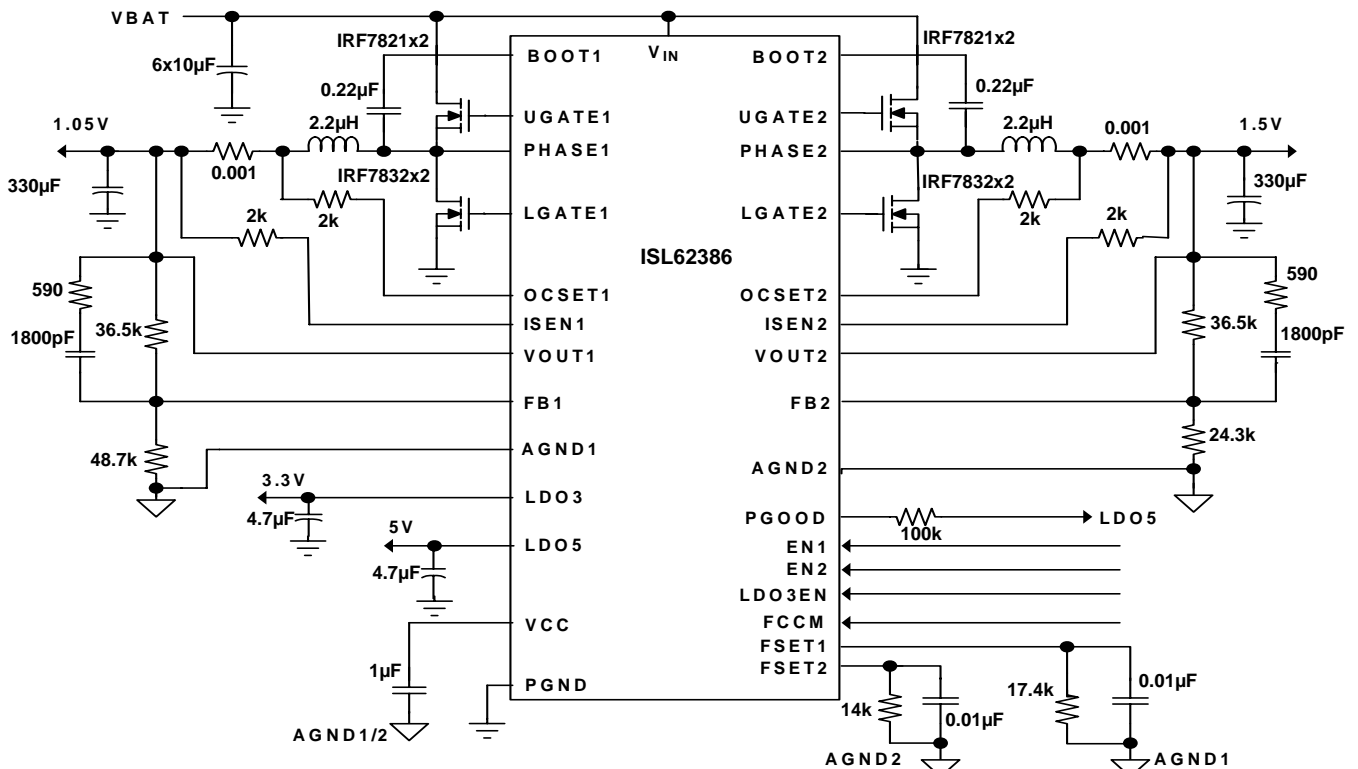 VBAT
6x10µF
IRF7821x2
BOOT1
VIN
BOOT2
IRF7821x2
0.22µF
0.22µF
UGATE1
UGATE2
1.05V
2.2µH
2.2µH
0.001
1.5V
0.001
PHASE1
PHASE2
330µF
IRF7832x2
IRF7832x2
330µF
2k
2k
2k
2k
LGATE1
LGATE2
ISL62386
590
590
OCSET1
OCSET2
36.5k
ISEN1
ISEN2
36.5k
1800pF
1800pF
VOUT1
VOUT2
FB1
FB2
48.7k
24.3k
AGND1
AGND2
3.3V
LDO3
4.7µF
PGOOD
100k
LDO5
5V
LDO5
4.7µF
EN1
EN2
LDO3EN
VCC
FCCM
FSET1
FSET2
1µF
PGND
14k
0.01µF
17.4k
0.01µF
AGND1/2
AGND2
AGND1